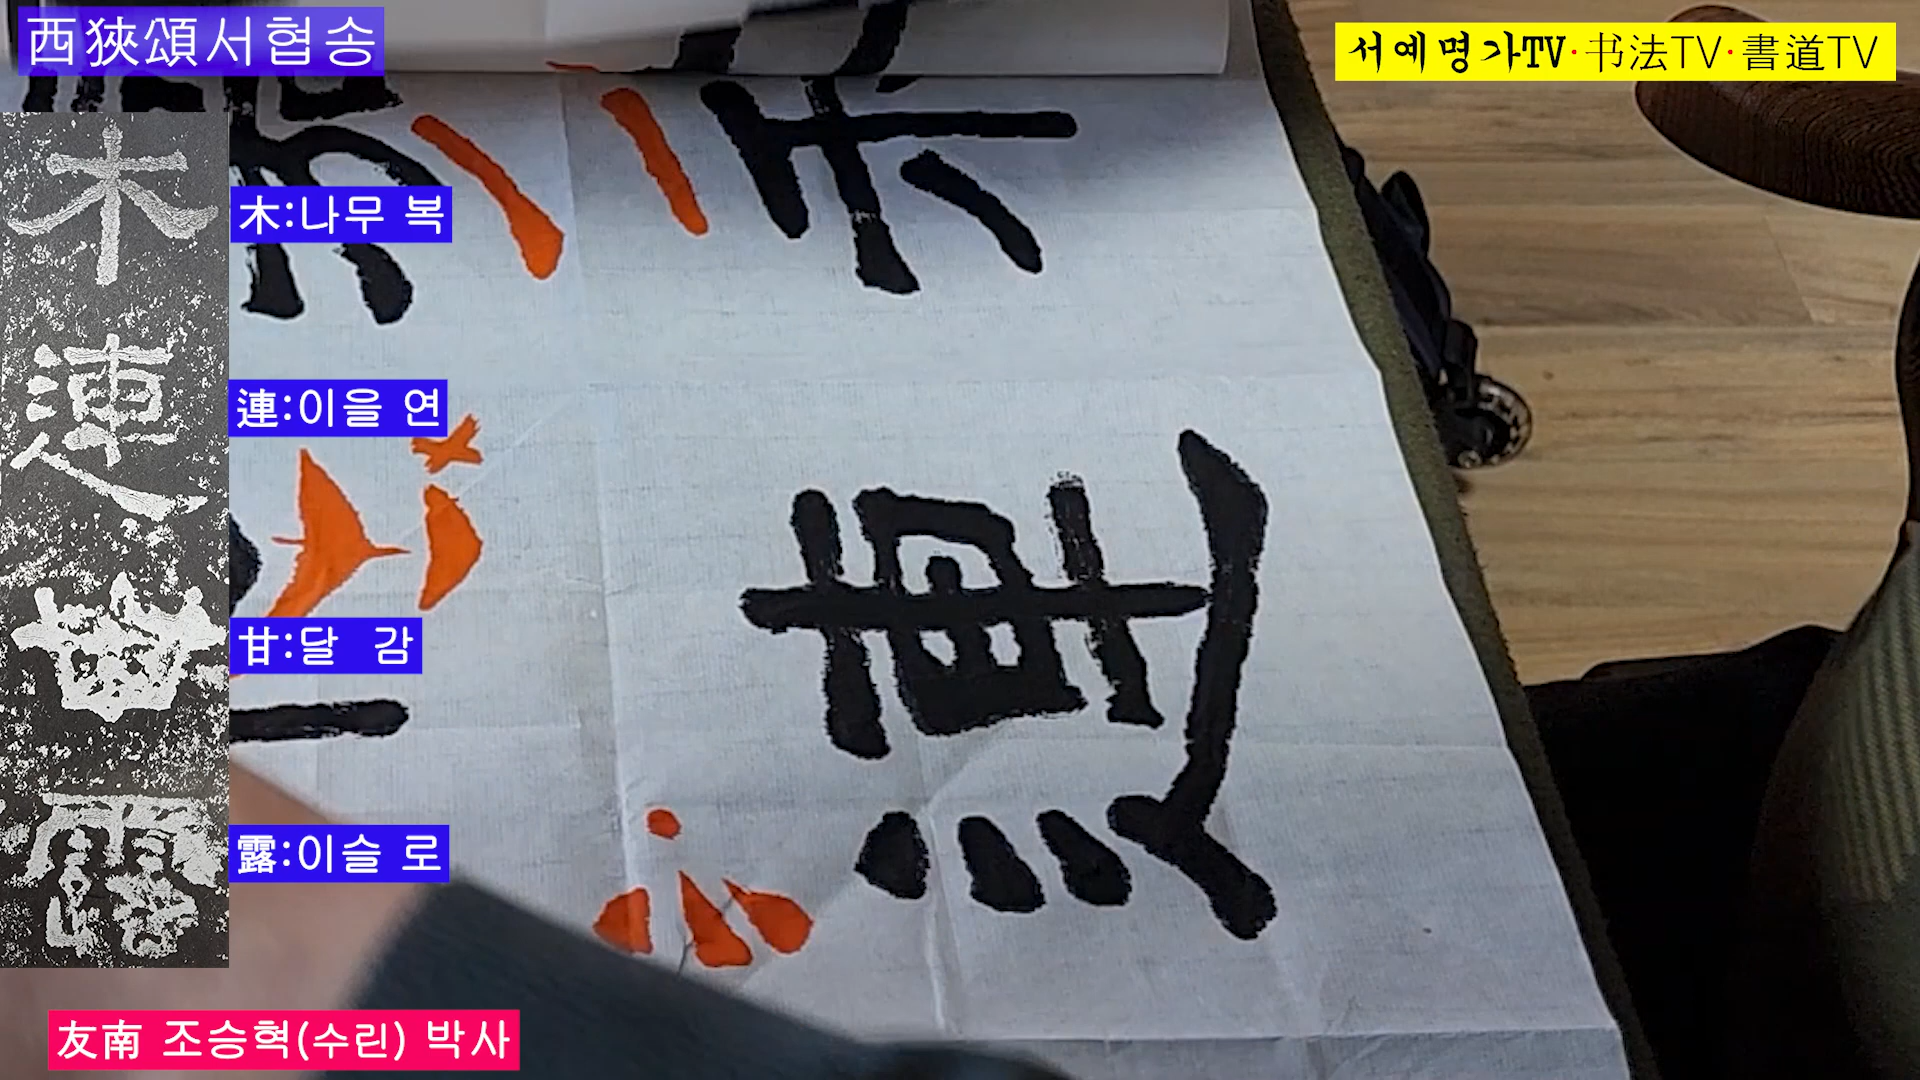 西狹頌서협송
서예명가TV·书法TV·書道TV
木:나무 복
連:이을 연
甘:달 감
露:이슬 로
木
連
甘
露
友南 조승혁(수린) 박사